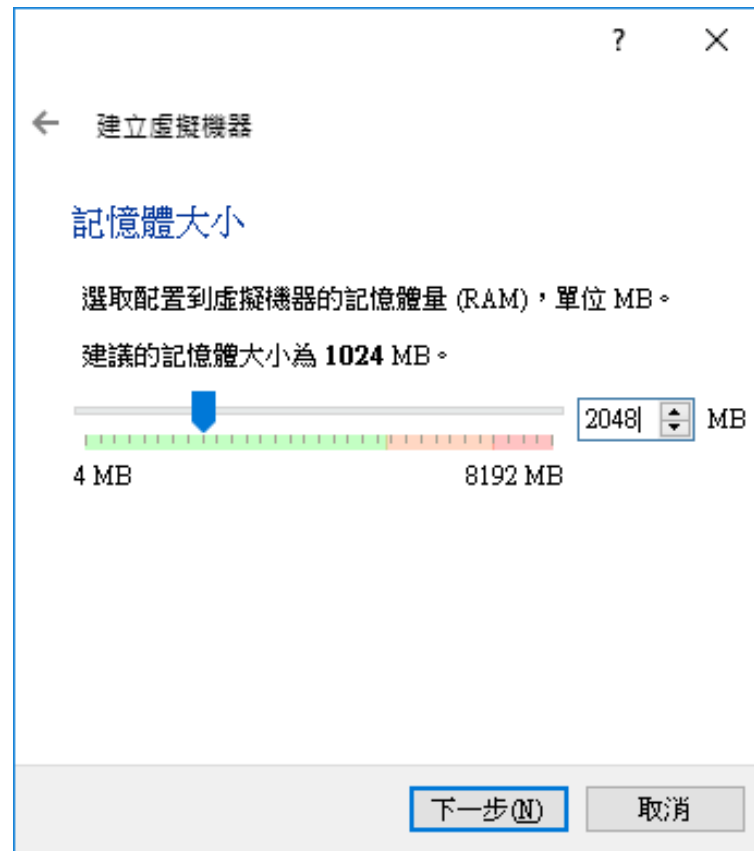 ?
建立虛擬機器
記憶體大小
選取配置到虛擬機器的記憶體量 (RAM)，單位 MB。
建議的記憶體大小為 1024 MB。
2048 MB
4 MB 8192 MB
下一步(N) 取消